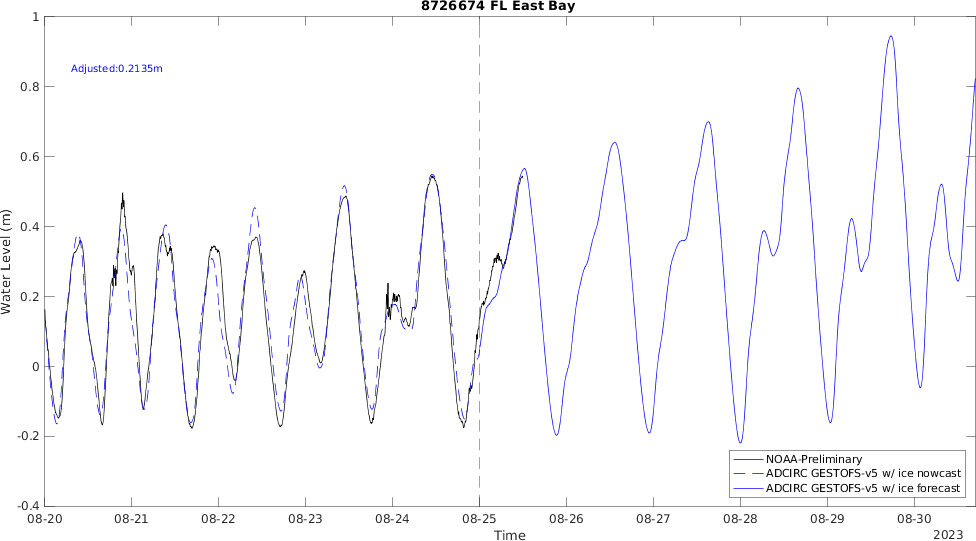 8726674 FL East Bay
Adjusted:0.2135m
1
0.8
0.6
0.4
0.2
0
-0.2
-0.4
Water Level (m)
NOAA-Preliminary
ADCIRC GESTOFS-v5 w/ ice nowcast
ADCIRC GESTOFS-v5 w/ ice forecast
08-20 08-21 08-22 08-23 08-24 08-25 08-26 08-27 08-28 08-29 08-30
Time
2023